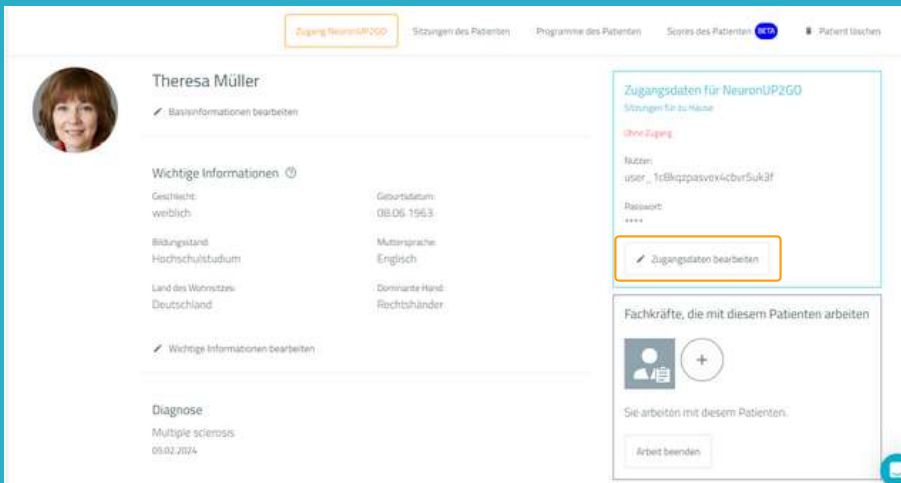 Zugang NeuronUP2GO
Sitzungen des Patienten
Programme des Patienten
Scores des Patienten BETA
Patient löschen
Theresa Müller
Basisinformationen bearbeiten
Wichtige Informationen
Geschlecht:
weiblich
Geburtsdatum:
08.06.1963
Bildungsstand:
Hochschulstudium
Muttersprache:
Englisch
Land des Wohnsitzes:
Deutschland
Dominante Hand:
Rechtshänder
Wichtige Informationen bearbeiten
Diagnose
Multiple sclerosis
05.02.2024
Zugangsdaten für NeuronUP2GO
Sitzungen für zu Hause
Ohne Zugang
Nutzer:
Passwort:
****
Zugangsdaten bearbeiten
Fachkräfte, die mit diesem Patienten arbeiten
Sie arbeiten mit diesem Patienten.
Arbeit beenden